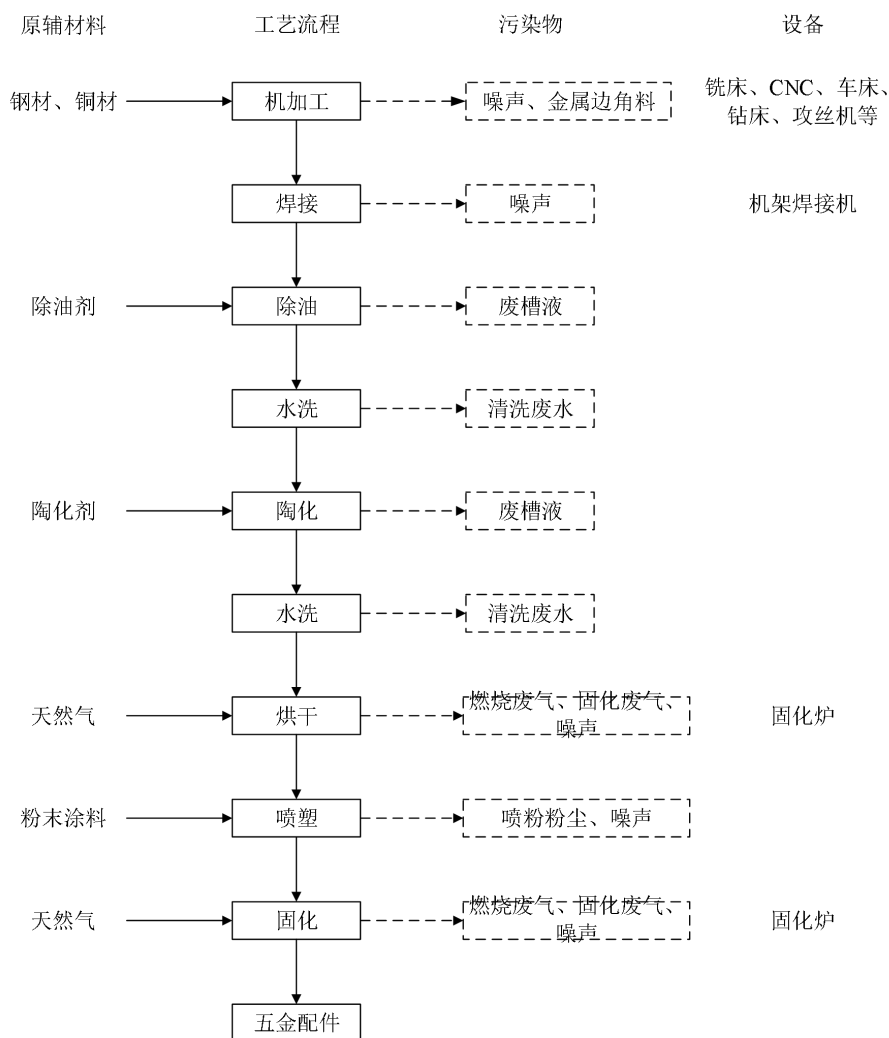 原辅材料 工艺流程 污染物 设备
钢材、铜材 机加工 噪声、金属边角料 铣床、CNC、车床、
钻床、攻丝机等
焊接 噪声 机架焊接机
除油剂 除油 废槽液
水洗 清洗废水
陶化剂 陶化 废槽液
水洗 清洗废水
天然气 烘干 燃烧废气、固化废气、 固化炉
噪声
粉末涂料 喷塑 喷粉粉尘、噪声
天然气 固化 燃烧废气、固化废气、 固化炉
噪声
五金配件